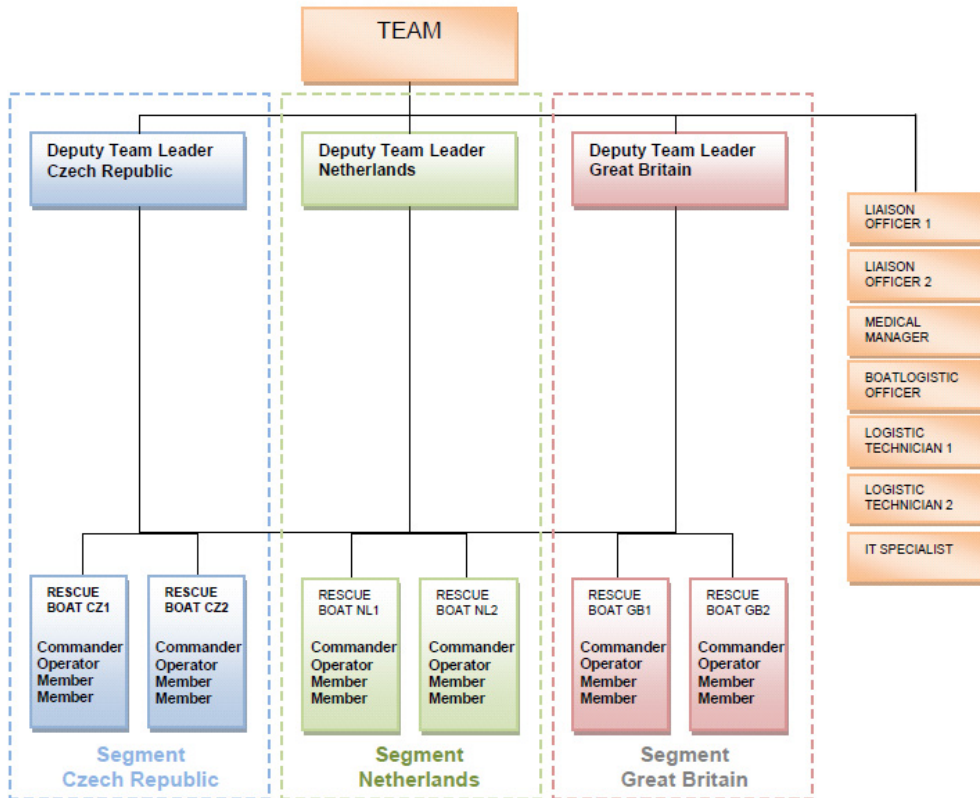 TEAM
Deputy Team Leader
Czech Republic
Deputy Team Leader
Netherlands
Deputy Team Leader
Great Britain
LIAISON
OFFICER 1
LIAISON
OFFICER 2
MEDICAL
MANAGER
BOATLOGISTIC
OFFICER
LOGISTIC
TECHNICIAN 1
LOGISTIC
TECHNICIAN 2
IT SPECIALIST
RESCUE
BOAT CZ1
Commander
Operator
Member
Member
RESCUE
BOAT CZ2
Commander
Operator
Member
Member
RESCUE
BOAT NL1
Commander
Operator
Member
Member
RESCUE
BOAT NL2
Commander
Operator
Member
Member
RESCUE
BOAT GB1
Commander
Operator
Member
Member
RESCUE
BOAT GB2
Commander
Operator
Member
Member
Segment
Czech Republic
Segment
Netherlands
Segment
Great Britain